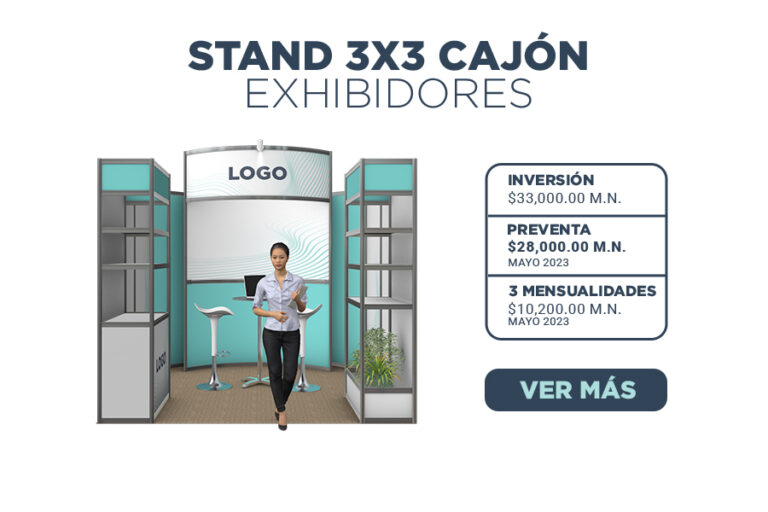 STAND 3X3 CAJÓN
EXHIBIDORES
LOGO
LOGO
INVERSIÓN
$33,000.00 M.N.
PREVENTA
$28,000.00 M.N.
MAYO 2023
3 MENSUALIDADES
$10,200.00 M.N.
MAYO 2023
VER MÁS